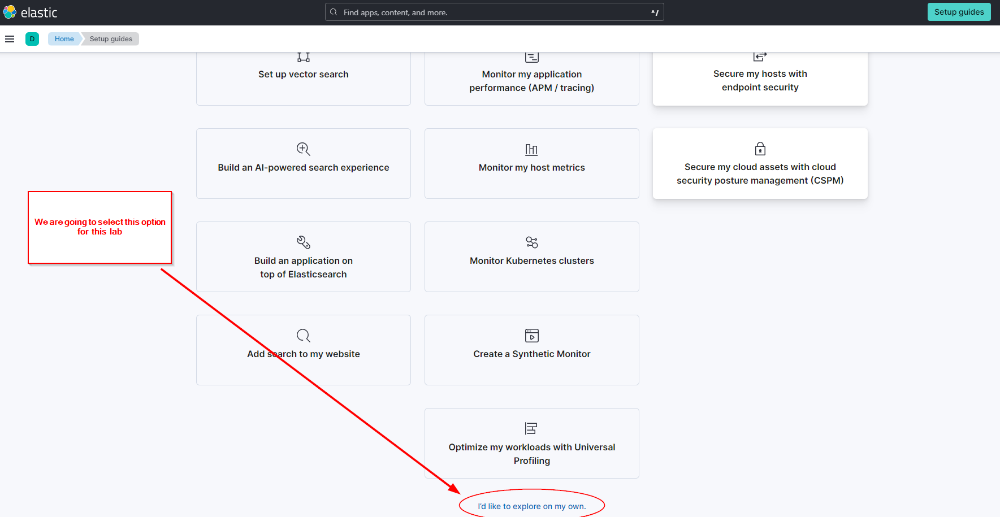 elastic
Find apps, content, and more.
^/
Setup guides
D
Home
Setup guides
Set up vector search
Monitor my application
performance (APM / tracing)
Secure my hosts with
endpoint security
Build an AI-powered search experience
Monitor my host metrics
Secure my cloud assets with cloud
security posture management (CSPM)
We are going to select this option
for this lab
Build an application on
top of Elasticsearch
Monitor Kubernetes clusters
Add search to my website
Create a Synthetic Monitor
Optimize my workloads with Universal
Profiling
I'd like to explore on my own.